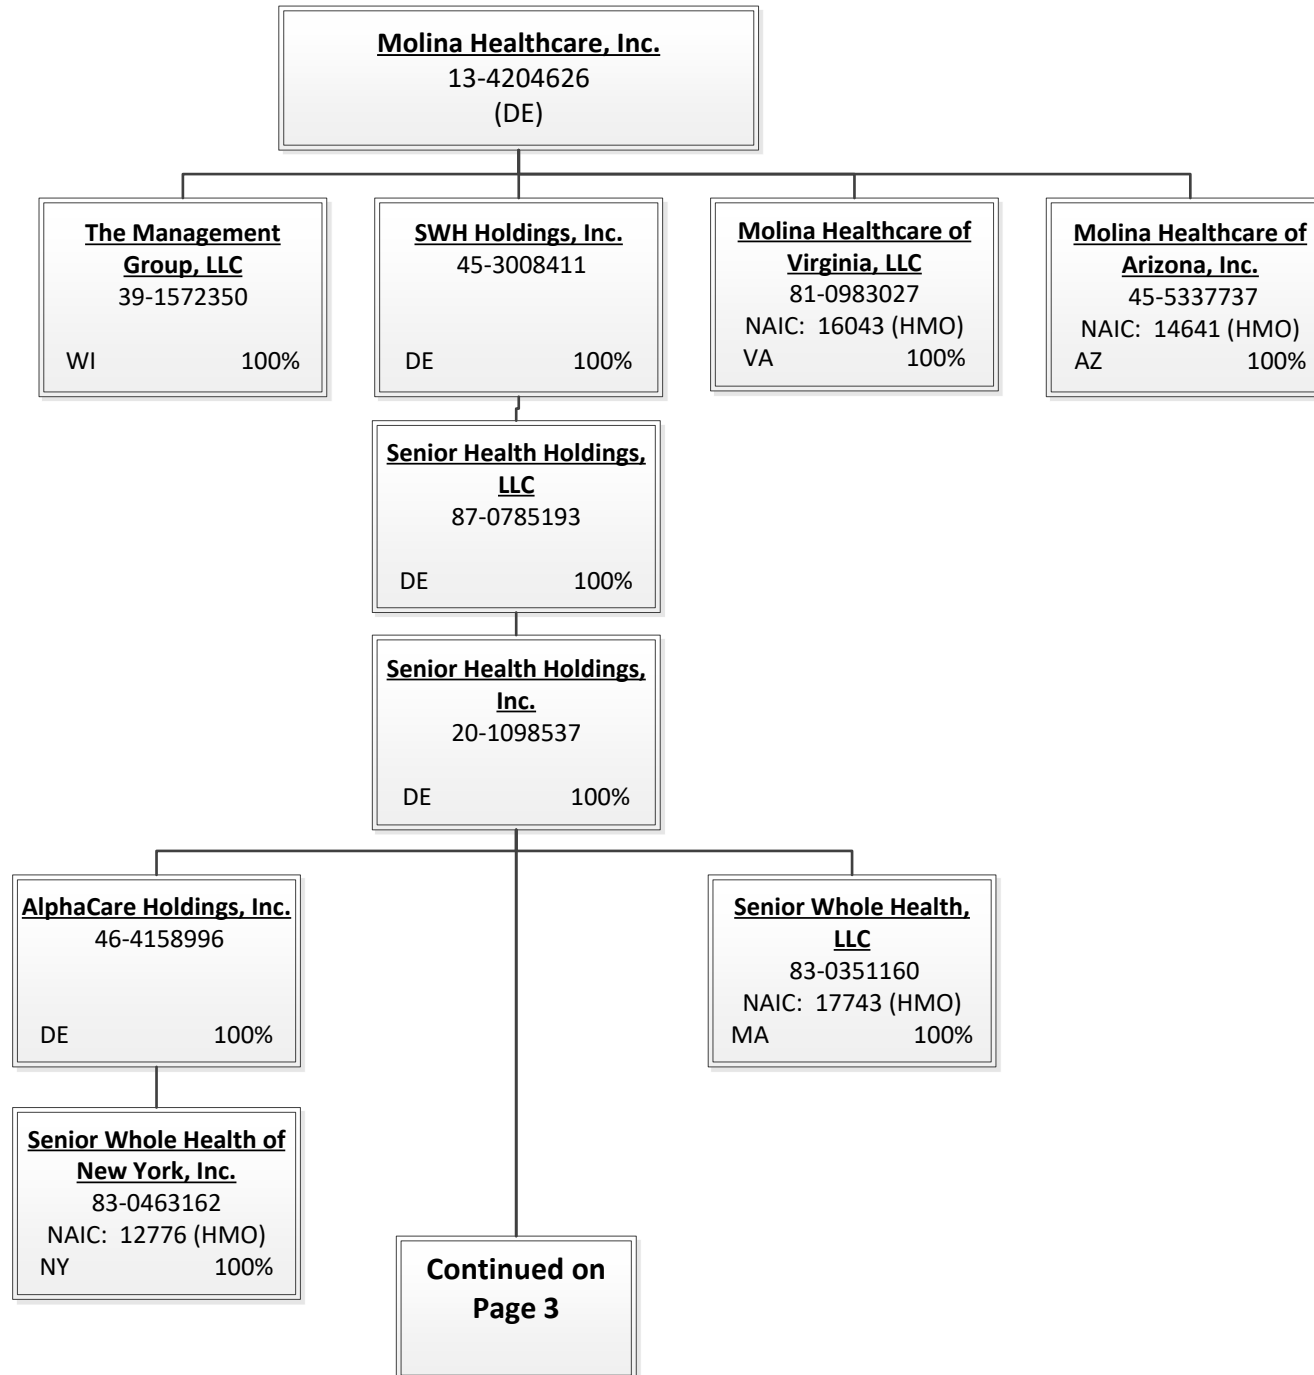 Molina Healthcare, Inc.
13-4204626
(DE)
The Management
Group, LLC
39-1572350
WI 100%
SWH Holdings, Inc.
45-3008411
DE 100%
Molina Healthcare of
Virginia, LLC
81-0983027
NAIC: 16043 (HMO)
VA 100%
Molina Healthcare of
Arizona, Inc.
45-5337737
NAIC: 14641 (HMO)
AZ 100%
Senior Health Holdings,
LLC
87-0785193
DE 100%
Senior Health Holdings,
Inc.
20-1098537
DE 100%
AlphaCare Holdings, Inc.
46-4158996
DE 100%
Senior Whole Health,
LLC
83-0351160
NAIC: 17743 (HMO)
MA 100%
Senior Whole Health of
New York, Inc.
83-0463162
NAIC: 12776 (HMO)
NY 100%
Continued on
Page 3